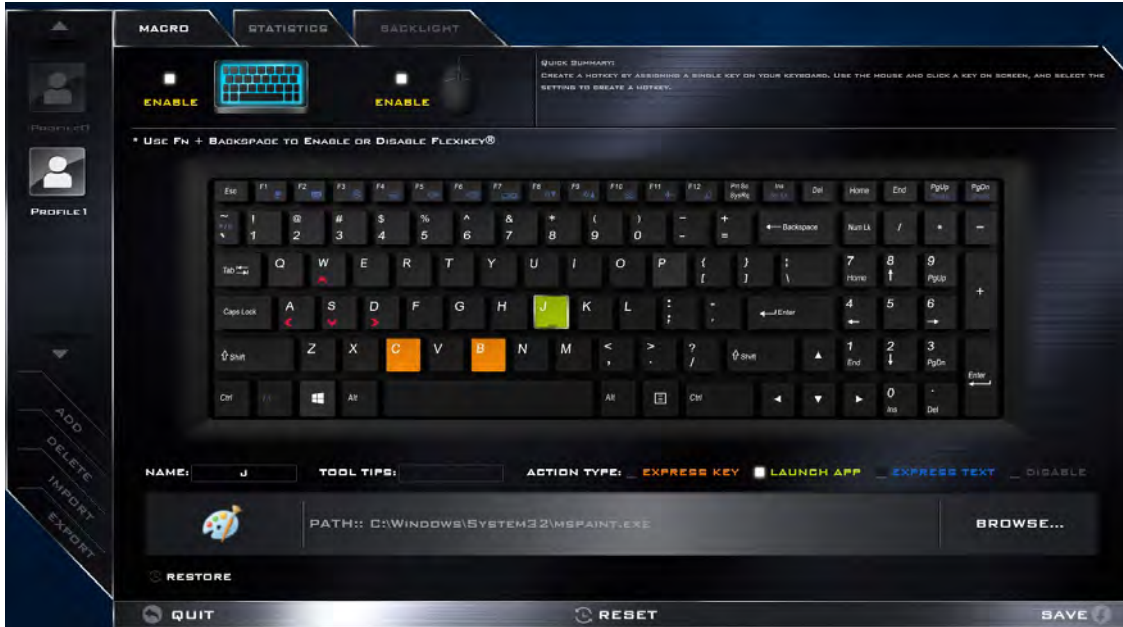 MACRO STATISTICS BACKLIGHT
QUICK SUMMARY:
CREATE A HOTKEY BY ASSIGNING A SINGLE KEY ON YOUR KEYBOARD. USE THE MOUSE AND CLICK A KEY ON SCREEN, AND SELECT THE
SETTING TO CREATE A HOTKEY.
ENABLE ENABLE
PROFILE0
* USE FN + BACKSPACE TO ENABLE OR DISABLE FLEXIKEY®
PROFILE1
Esc F1 F2 F3 F4 F5 F6 F7 F8 F9 F10 F11 F12 Prt Sc Ins Del Home End PgUp PgDn
SysRq
~ ! @ # $ % ^ & * ( ) - +
` 1 2 3 4 5 6 7 8 9 0 - = Backspace Num Lk / * -
Tab Q W E R T Y U I O P { } : 7 8 9
[ ] \ Home PgUp
+
Caps Lock A S D F G H J K L : " Enter 4 5 6
;
Shift Z X C V B N M < > ? Shift 1 2 3
, . / End PgDn
Enter
Ctrl Alt Alt Ctrl 0 .
Ins Del
ADD
DELETE
IMPORT
EXPORT
NAME: J TOOL TIPS: ACTION TYPE: EXPRESS KEY LAUNCH APP EXPRESS TEXT DISABLE
PATH:: C:\WINDOWS\SYSTEM32\MSPAINT.EXE BROWSE...
RESTORE
QUIT RESET SAVE